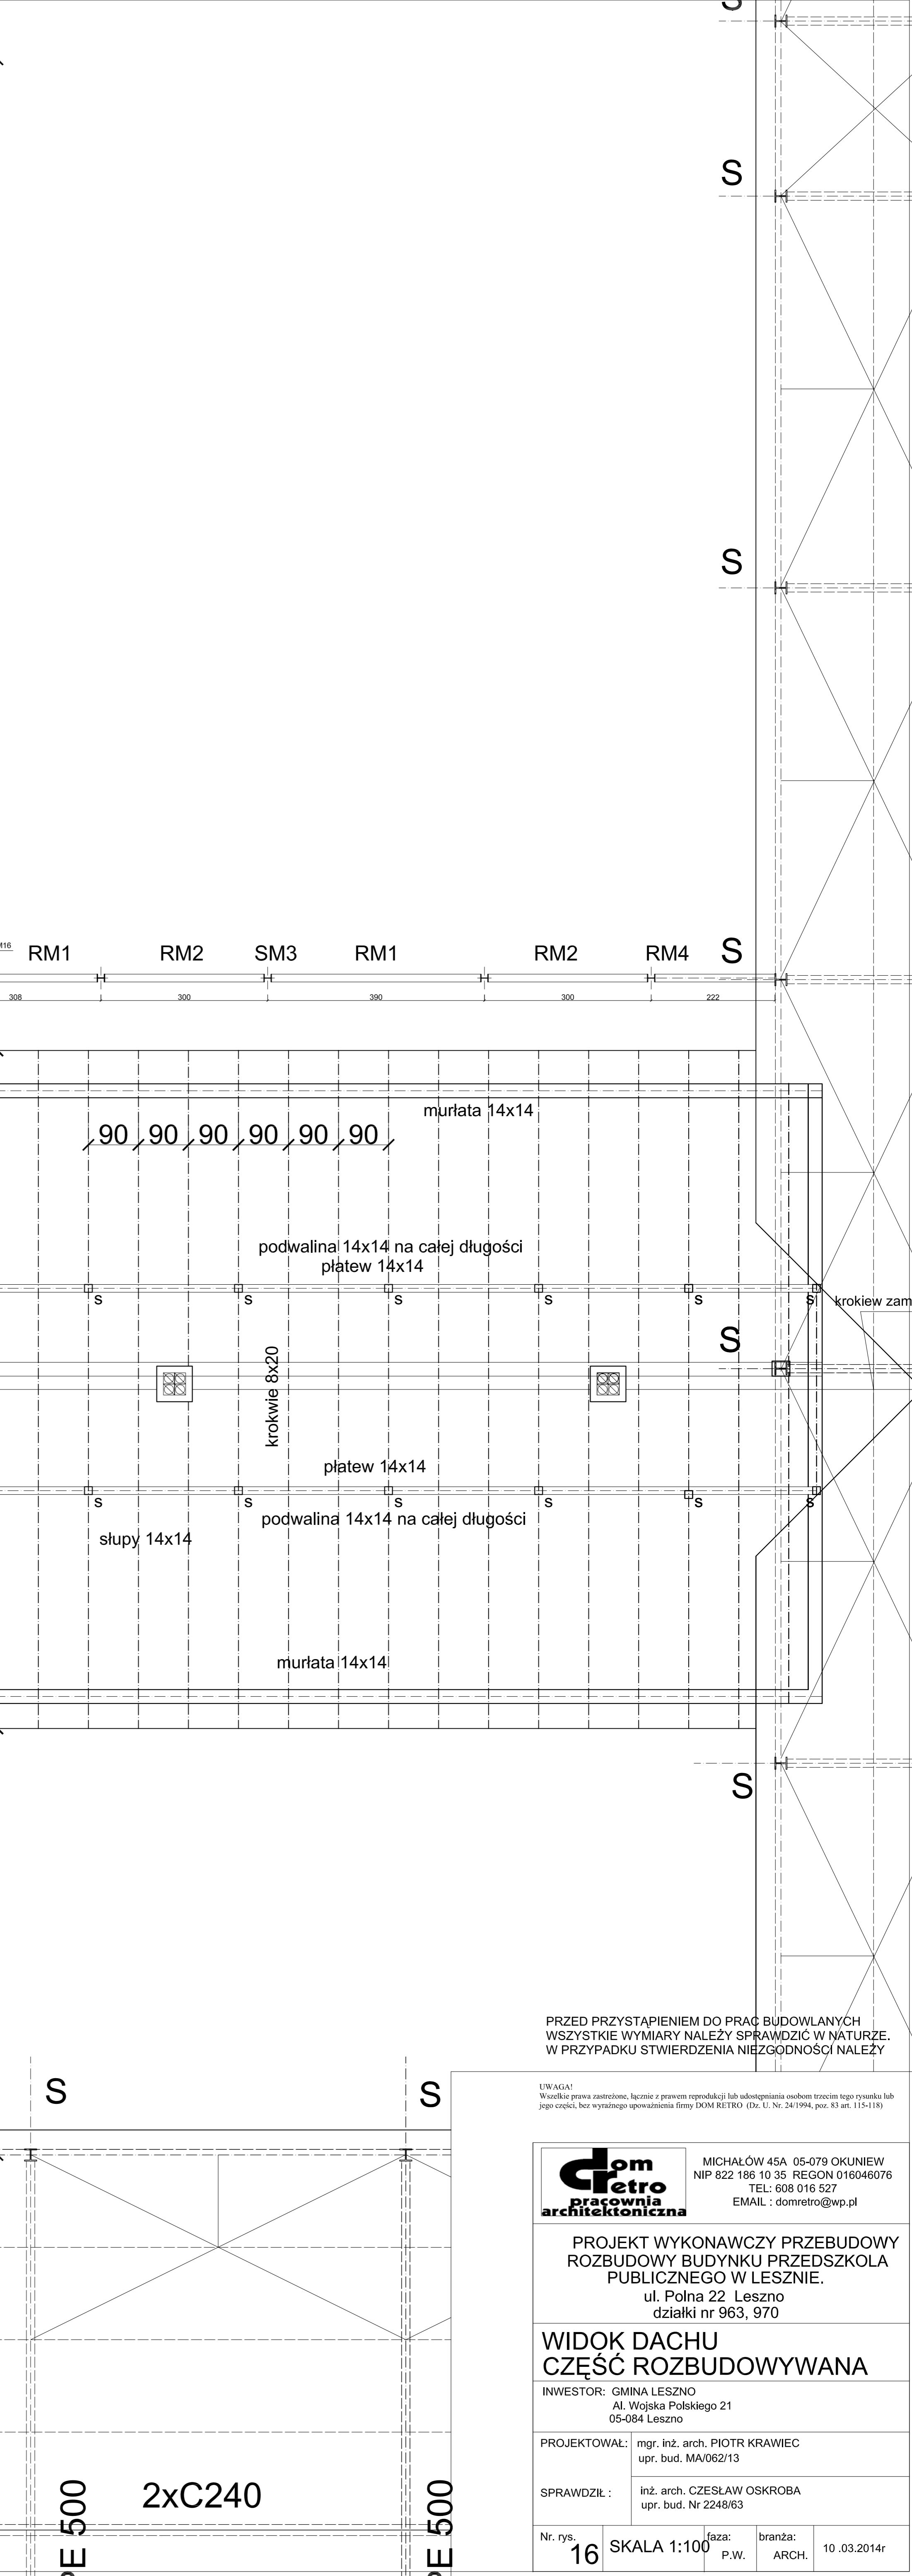 S
S
S
M16
RM1
RM2
SM3
RM1
RM2
RM4
S
308
300
390
300
222
murłata 14x14
90 90 90 90 90 90
podwalina 14x14 na całej długości
płatew 14x14
s s s s s s
krokiew zam
S
krokwie 8x20
płatew 14x14
s s s s s s
podwalina 14x14 na całej długości
słupy 14x14
murłata 14x14
S
PRZED PRZYSTĄPIENIEM DO PRAC BUDOWLANYCH
WSZYSTKIE WYMIARY NALEŻY SPRAWDZIĆ W NATURZE.
W PRZYPADKU STWIERDZENIA NIEZGODNOŚCI NALEŻY
S
S
UWAGA!
Wszelkie prawa zastrzeżone, łącznie z prawem reprodukcji lub udostępniania osobom trzecim tego rysunku lub
jego części, bez wyraźnego upoważnienia firmy DOM RETRO (Dz. U. Nr. 24/1994, poz. 83 art. 115-118)
dom
retro
pracownia
architektoniczna
MICHAŁÓW 45A 05-079 OKUNIEW
NIP 822 186 10 35 REGON 016046076
TEL: 608 016 527
EMAIL : domretro@wp.pl
PROJEKT WYKONAWCZY PRZEBUDOWY
ROZBUDOWY BUDYNKU PRZEDSZKOLA
PUBLICZNEGO W LESZNIE.
ul. Polna 22 Leszno
działki nr 963, 970
WIDOK DACHU
CZĘŚĆ ROZBUDOWYWANA
INWESTOR: GMINA LESZNO
Al. Wojska Polskiego 21
05-084 Leszno
PROJEKTOWAŁ: mgr. inż. arch. PIOTR KRAWIEC
upr. bud. MA/062/13
SPRAWDZIŁ : inż. arch. CZESŁAW OSKROBA
upr. bud. Nr 2248/63
2xC240
PE 500
PE 500
Nr. rys.
16
SKALA 1:100
faza:
P.W.
branża:
ARCH.
10 .03.2014r